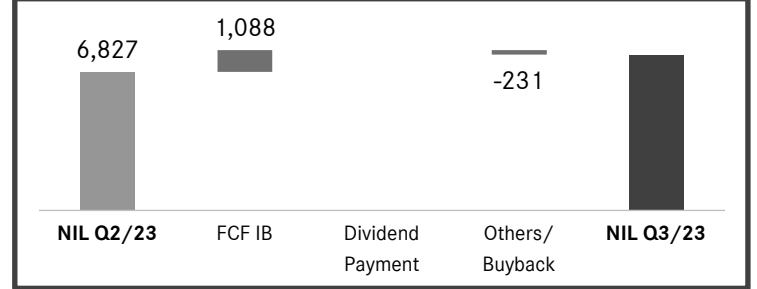 1,088
6,827
-231
NIL Q2/23
FCF IB
Dividend
Payment
Others/
Buyback
NIL Q3/23